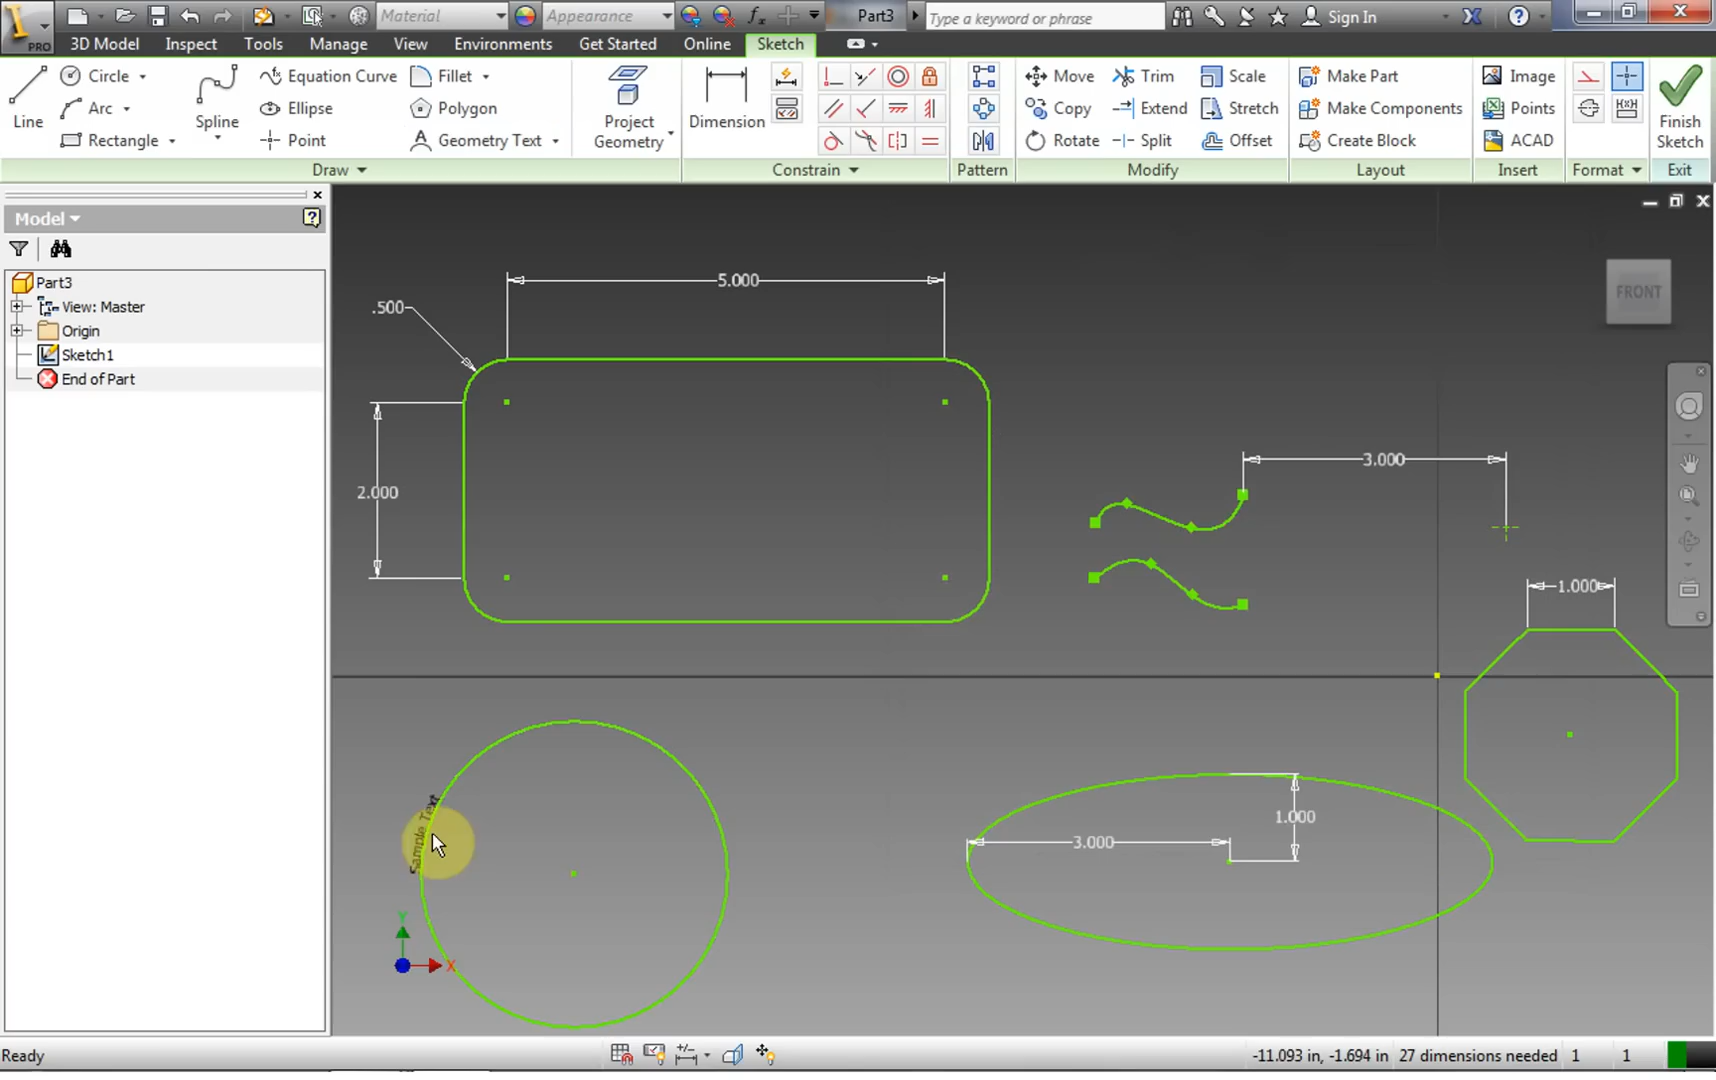 PRO
Material
Appearance
fx
Part3
Type a keyword or phrase
Sign In
3D Model
Inspect
Tools
Manage
View
Environments
Get Started
Online
Sketch
Line
Circle
Arc
Rectangle
Spline
Equation Curve
Ellipse
Point
Fillet
Polygon
Geometry Text
Project
Geometry
Dimension
Move
Copy
Rotate
Trim
Extend
Split
Scale
Stretch
Offset
Make Part
Make Components
Create Block
Image
Points
ACAD
Finish
Sketch
Draw
Constrain
Pattern
Modify
Layout
Insert
Format
Exit
Model
Part3
View: Master
Origin
Sketch1
End of Part
FRONT
5.000
.500
2.000
3.000
1.000
1.000
3.000
Sample Text
Y
X
Ready
-11.093 in, -1.694 in 27 dimensions needed 1 1